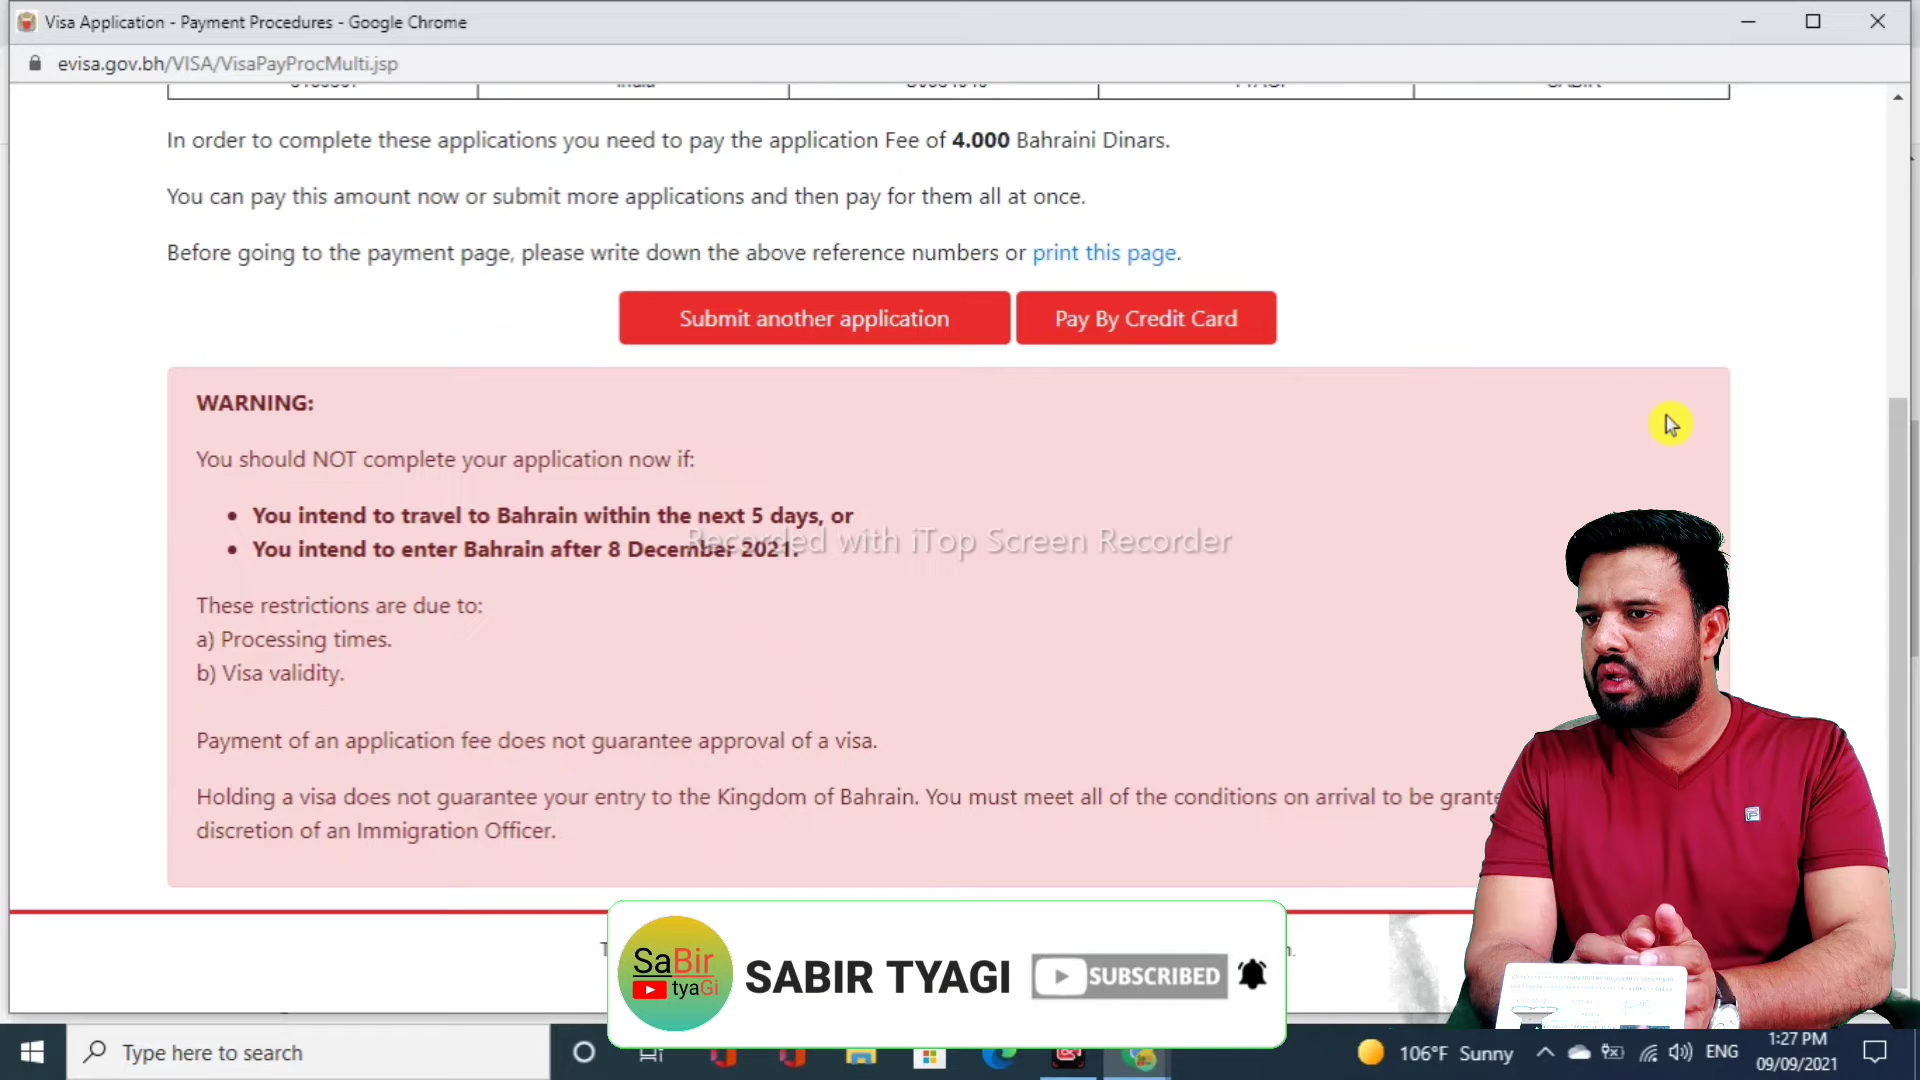 Visa Application - Payment Procedures - Google Chrome
evisa.gov.bh/VISA/VisaPayProcMulti.jsp
India TYAGI SABIR
In order to complete these applications you need to pay the application Fee of 4.000 Bahraini Dinars.
You can pay this amount now or submit more applications and then pay for them all at once.
Before going to the payment page, please write down the above reference numbers or print this page.
Submit another application Pay By Credit Card
WARNING:
You should NOT complete your application now if:
• You intend to travel to Bahrain within the next 5 days, or
• You intend to enter Bahrain after 8 December 2021.
Recorded with iTop Screen Recorder
These restrictions are due to:
a) Processing times.
b) Visa validity.
Payment of an application fee does not guarantee approval of a visa.
Holding a visa does not guarantee your entry to the Kingdom of Bahrain. You must meet all of the conditions on arrival to be grante
discretion of an Immigration Officer.
SaBir
tyaGi
SABIR TYAGI
SUBSCRIBED
Type here to search
106°F Sunny
ENG
1:27 PM
09/09/2021